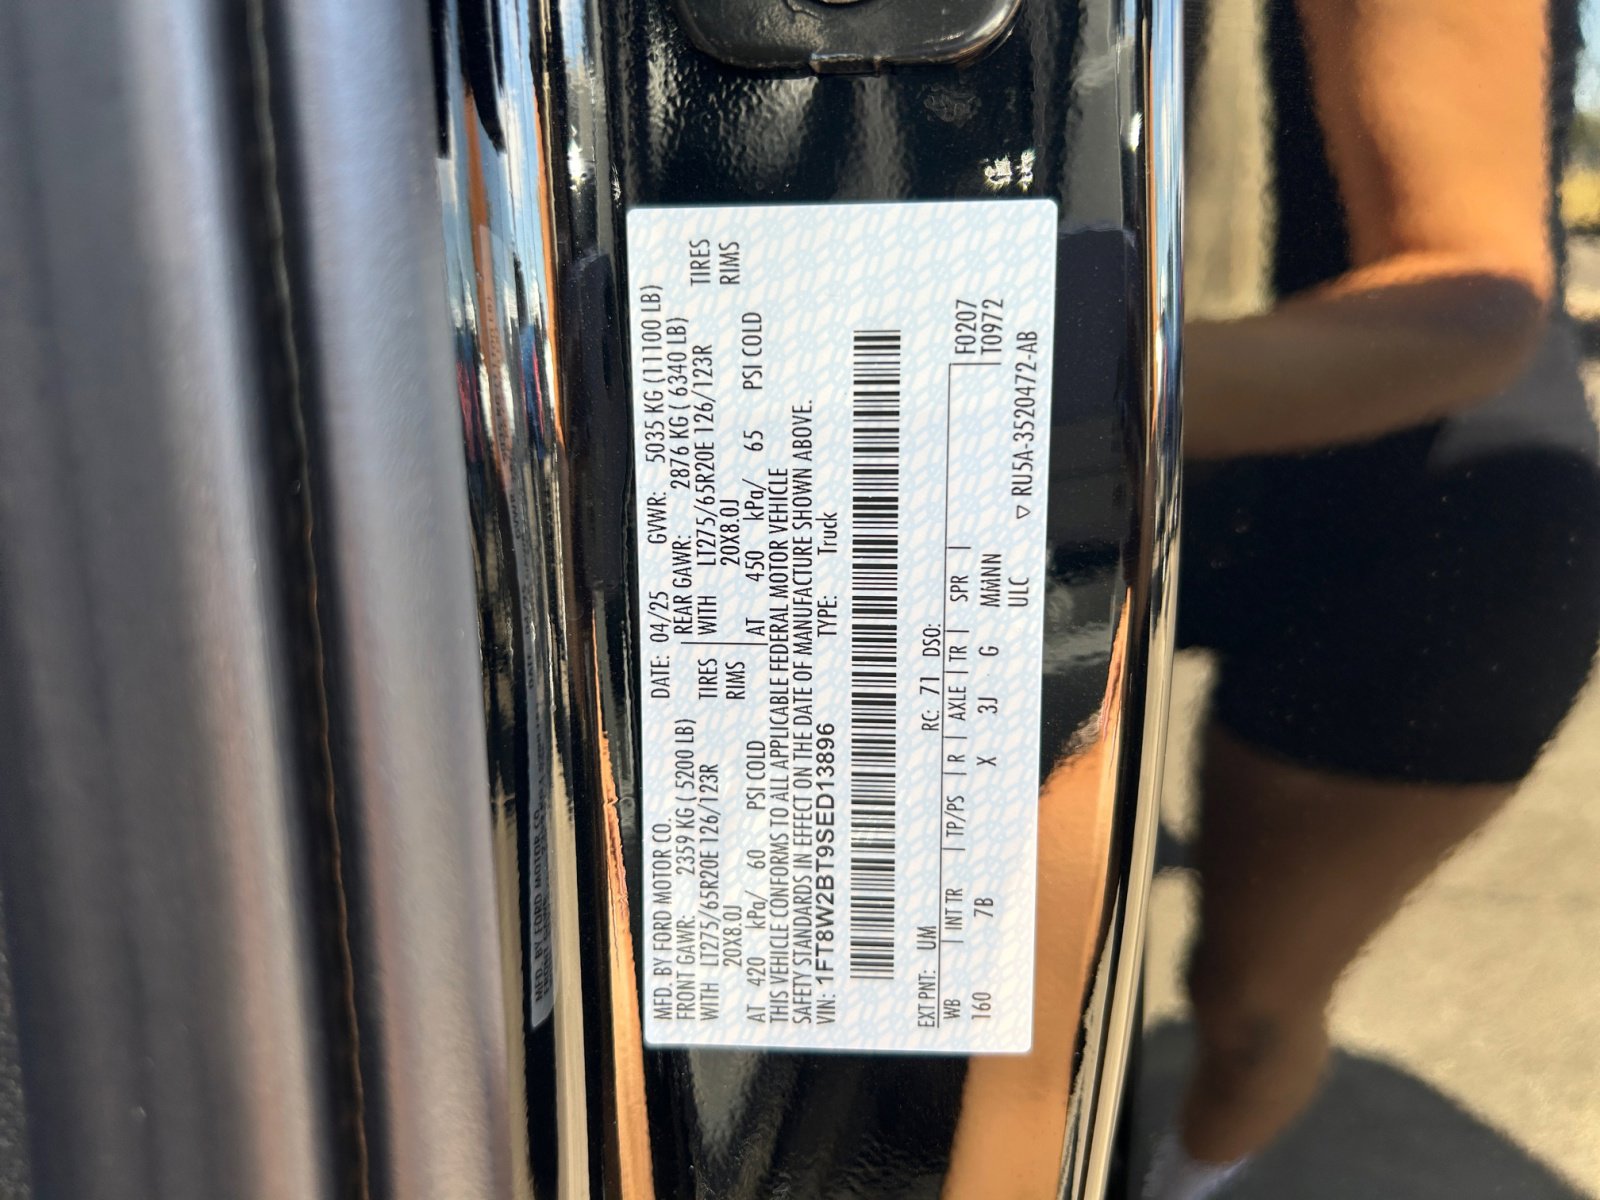 MFD. BY FORD MOTOR CO.
DATE: 04/25 GVWR: 5035 KG (11100 LB)
FRONT GAWR: 2359 KG ( 5200 LB) REAR GAWR: 2876 KG ( 6340 LB)
WITH LT275/65R20E 126/123R TIRES WITH LT275/65R20E 126/123R TIRES
20X8.0J RIMS 20X8.0J RIMS
AT 420 kPa/ 60 PSI COLD AT 450 kPa/ 65 PSI COLD
THIS VEHICLE CONFORMS TO ALL APPLICABLE FEDERAL MOTOR VEHICLE
SAFETY STANDARDS IN EFFECT ON THE DATE OF MANUFACTURE SHOWN ABOVE.
VIN: 1FT8W2BT9SED13896 TYPE: Truck
EXT PNT: UM RC: 71 DSO:
WB INT TR TP/PS R AXLE TR SPR F0207
160 7B X 3J G MMNN T0972
ULC ▽ RU5A-3520472-AB
MFD. BY FORD MOTOR CO.